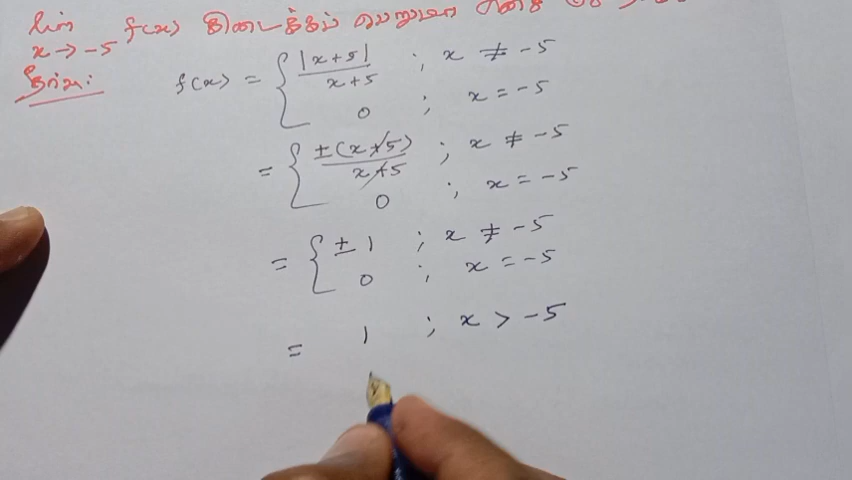 lim f(x) கிடைக்கப் பெறுமா எனக்
x → -5
தீர்வு:
f(x) = { |x+5| / x+5 ; x ≠ -5
0 ; x = -5
= { ±(x+5) / x+5 ; x ≠ -5
0 ; x = -5
= { ± 1 ; x ≠ -5
0 ; x = -5
= 1 ; x > -5